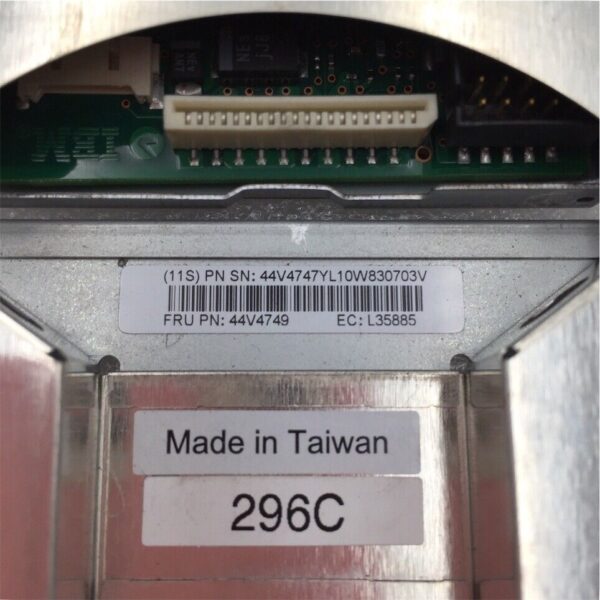 (11S) PN SN: 44V4747YL10W830703V
FRU PN: 44V4749 EC: L35885
Made in Taiwan
296C